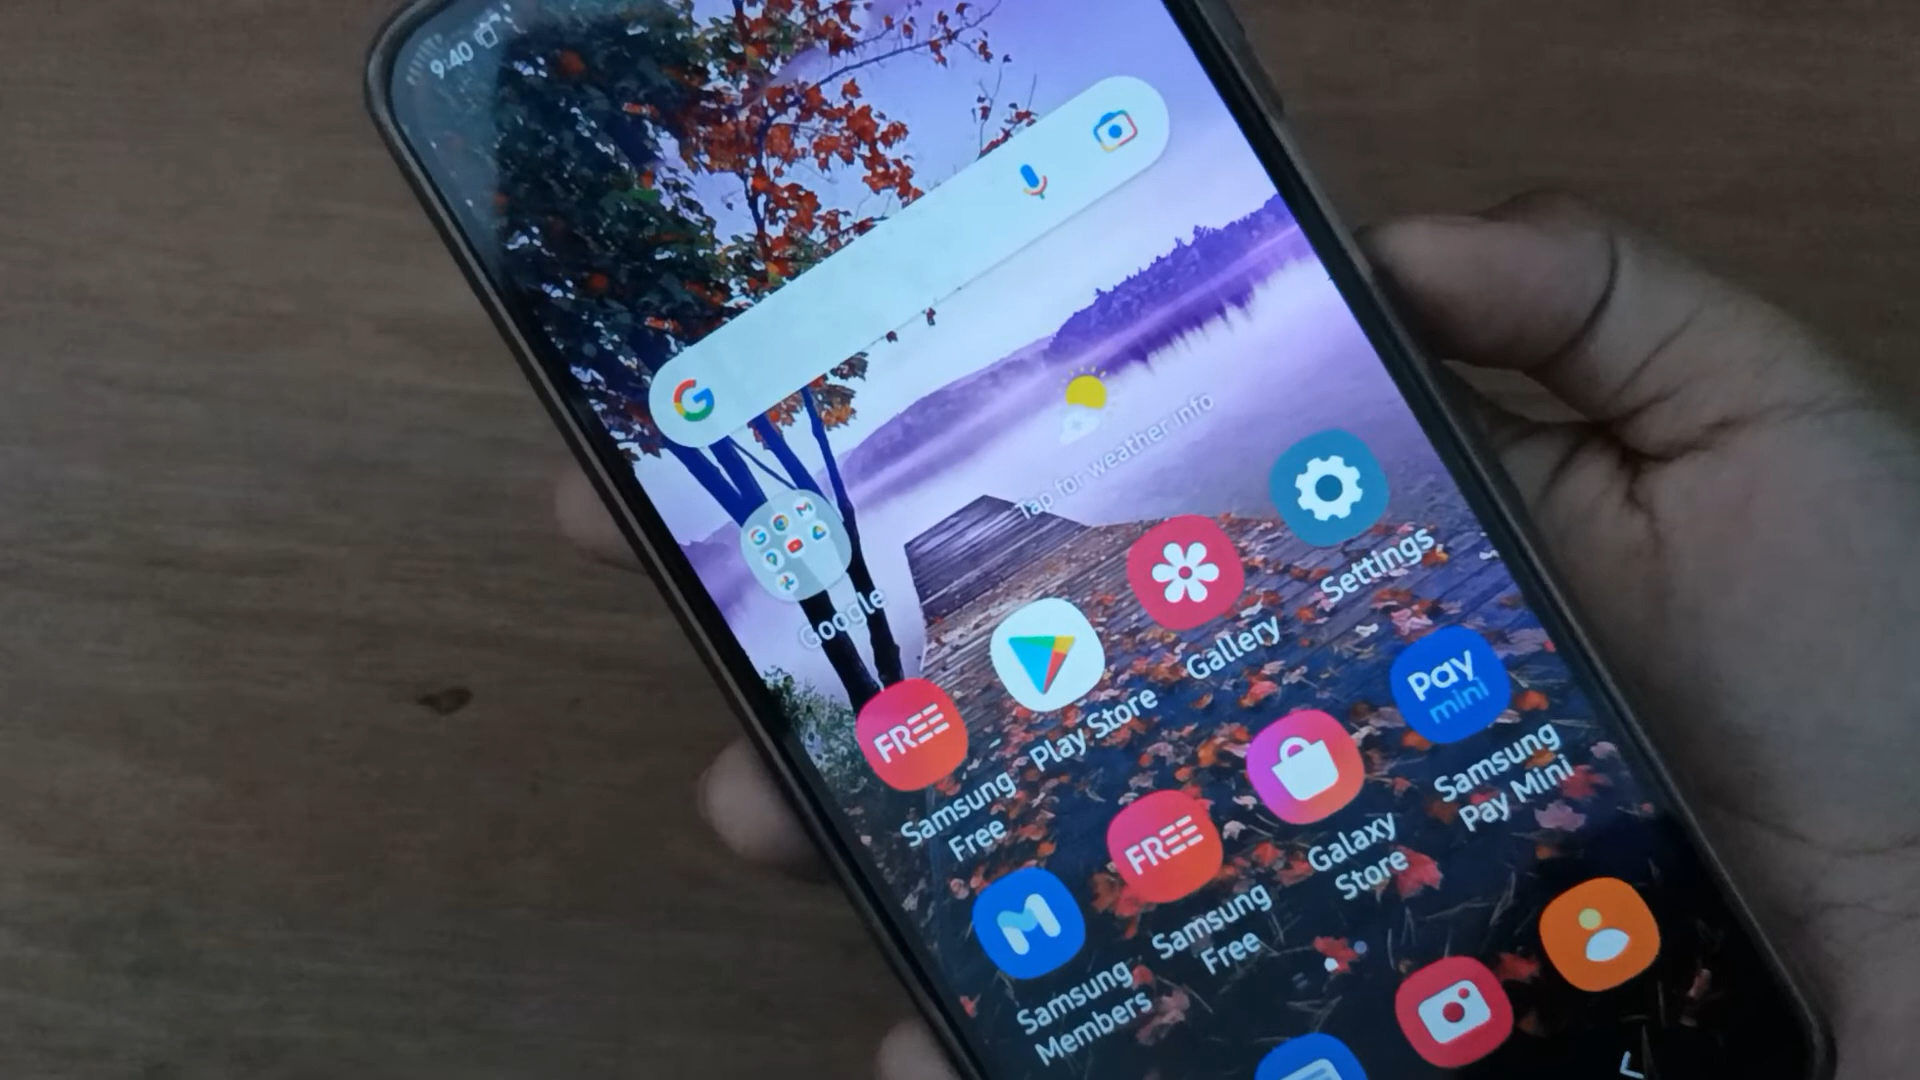 9:40
G
Tap for weather info
Google
Play Store
Gallery
Settings
FREE
Samsung
Free
FREE
Samsung
Free
Galaxy
Store
Pay
mini
Samsung
Pay Mini
Samsung
Members